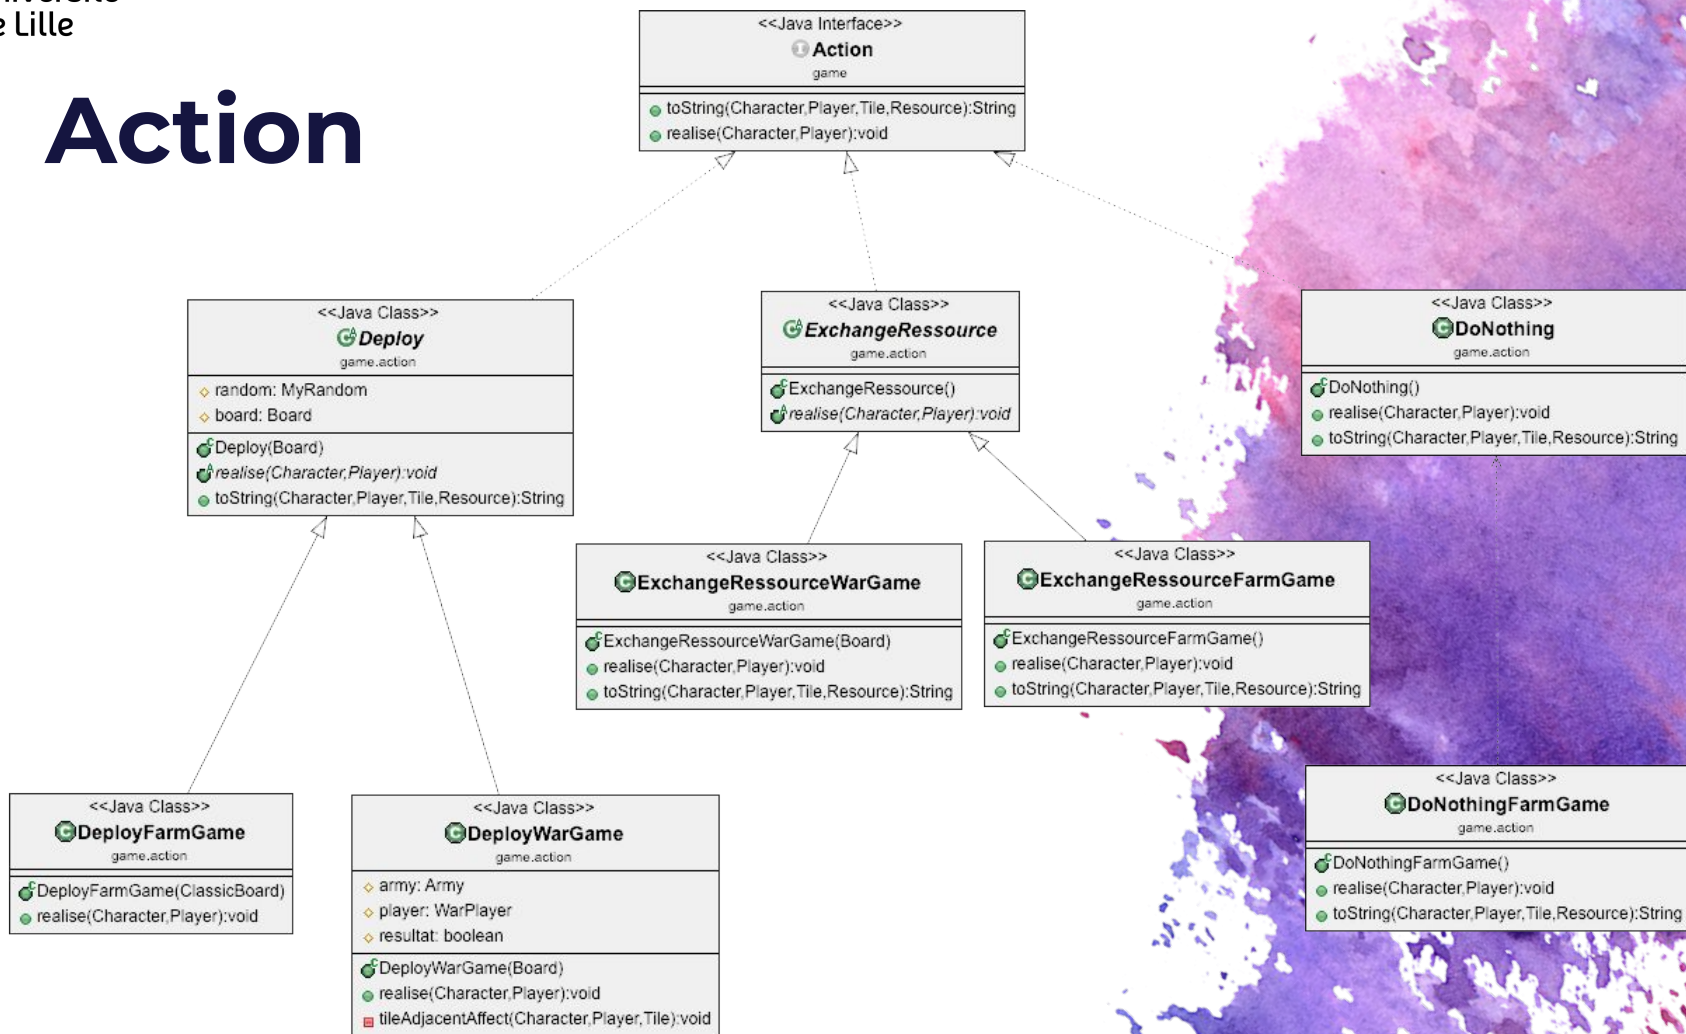 e Lille
Action
<<Java Interface>>
Action
game
toString(Character,Player,Tile,Resource):String
realise(Character,Player):void
<<Java Class>>
Deploy
game.action
random: MyRandom
board: Board
Deploy(Board)
realise(Character,Player):void
toString(Character,Player,Tile,Resource):String
<<Java Class>>
ExchangeRessource
game.action
ExchangeRessource()
realise(Character,Player):void
<<Java Class>>
DoNothing
game.action
DoNothing()
realise(Character,Player):void
toString(Character,Player,Tile,Resource):String
<<Java Class>>
ExchangeRessourceWarGame
game.action
ExchangeRessourceWarGame(Board)
realise(Character,Player):void
toString(Character,Player,Tile,Resource):String
<<Java Class>>
ExchangeRessourceFarmGame
game.action
ExchangeRessourceFarmGame()
realise(Character,Player):void
toString(Character,Player,Tile,Resource):String
<<Java Class>>
DeployFarmGame
game.action
DeployFarmGame(ClassicBoard)
realise(Character,Player):void
<<Java Class>>
DeployWarGame
game.action
army: Army
player: WarPlayer
resultat: boolean
DeployWarGame(Board)
realise(Character,Player):void
tileAdjacentAffect(Character,Player,Tile):void
<<Java Class>>
DoNothingFarmGame
game.action
DoNothingFarmGame()
realise(Character,Player):void
toString(Character,Player,Tile,Resource):String